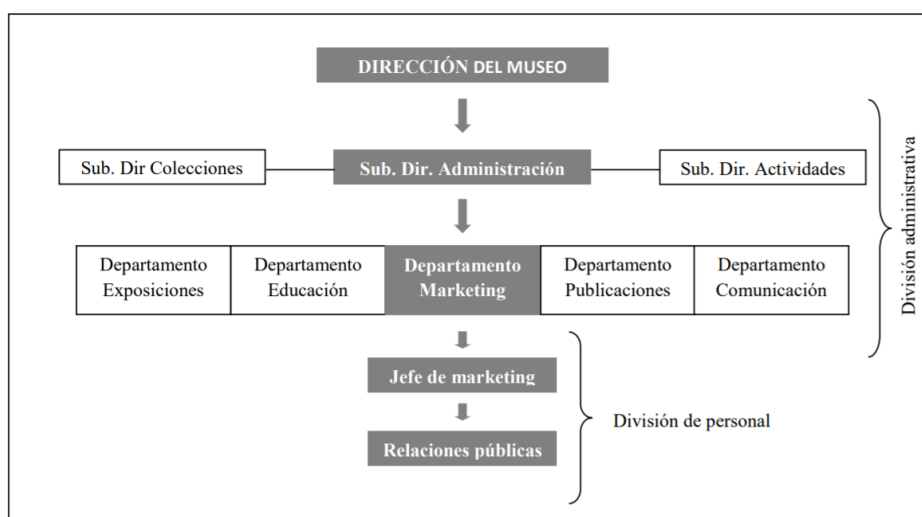 DIRECCIÓN DEL MUSEO
Sub. Dir Colecciones
Sub. Dir. Administración
Sub. Dir. Actividades
Departamento
Exposiciones
Departamento
Educación
Departamento
Marketing
Departamento
Publicaciones
Departamento
Comunicación
División administrativa
Jefe de marketing
Relaciones públicas
División de personal